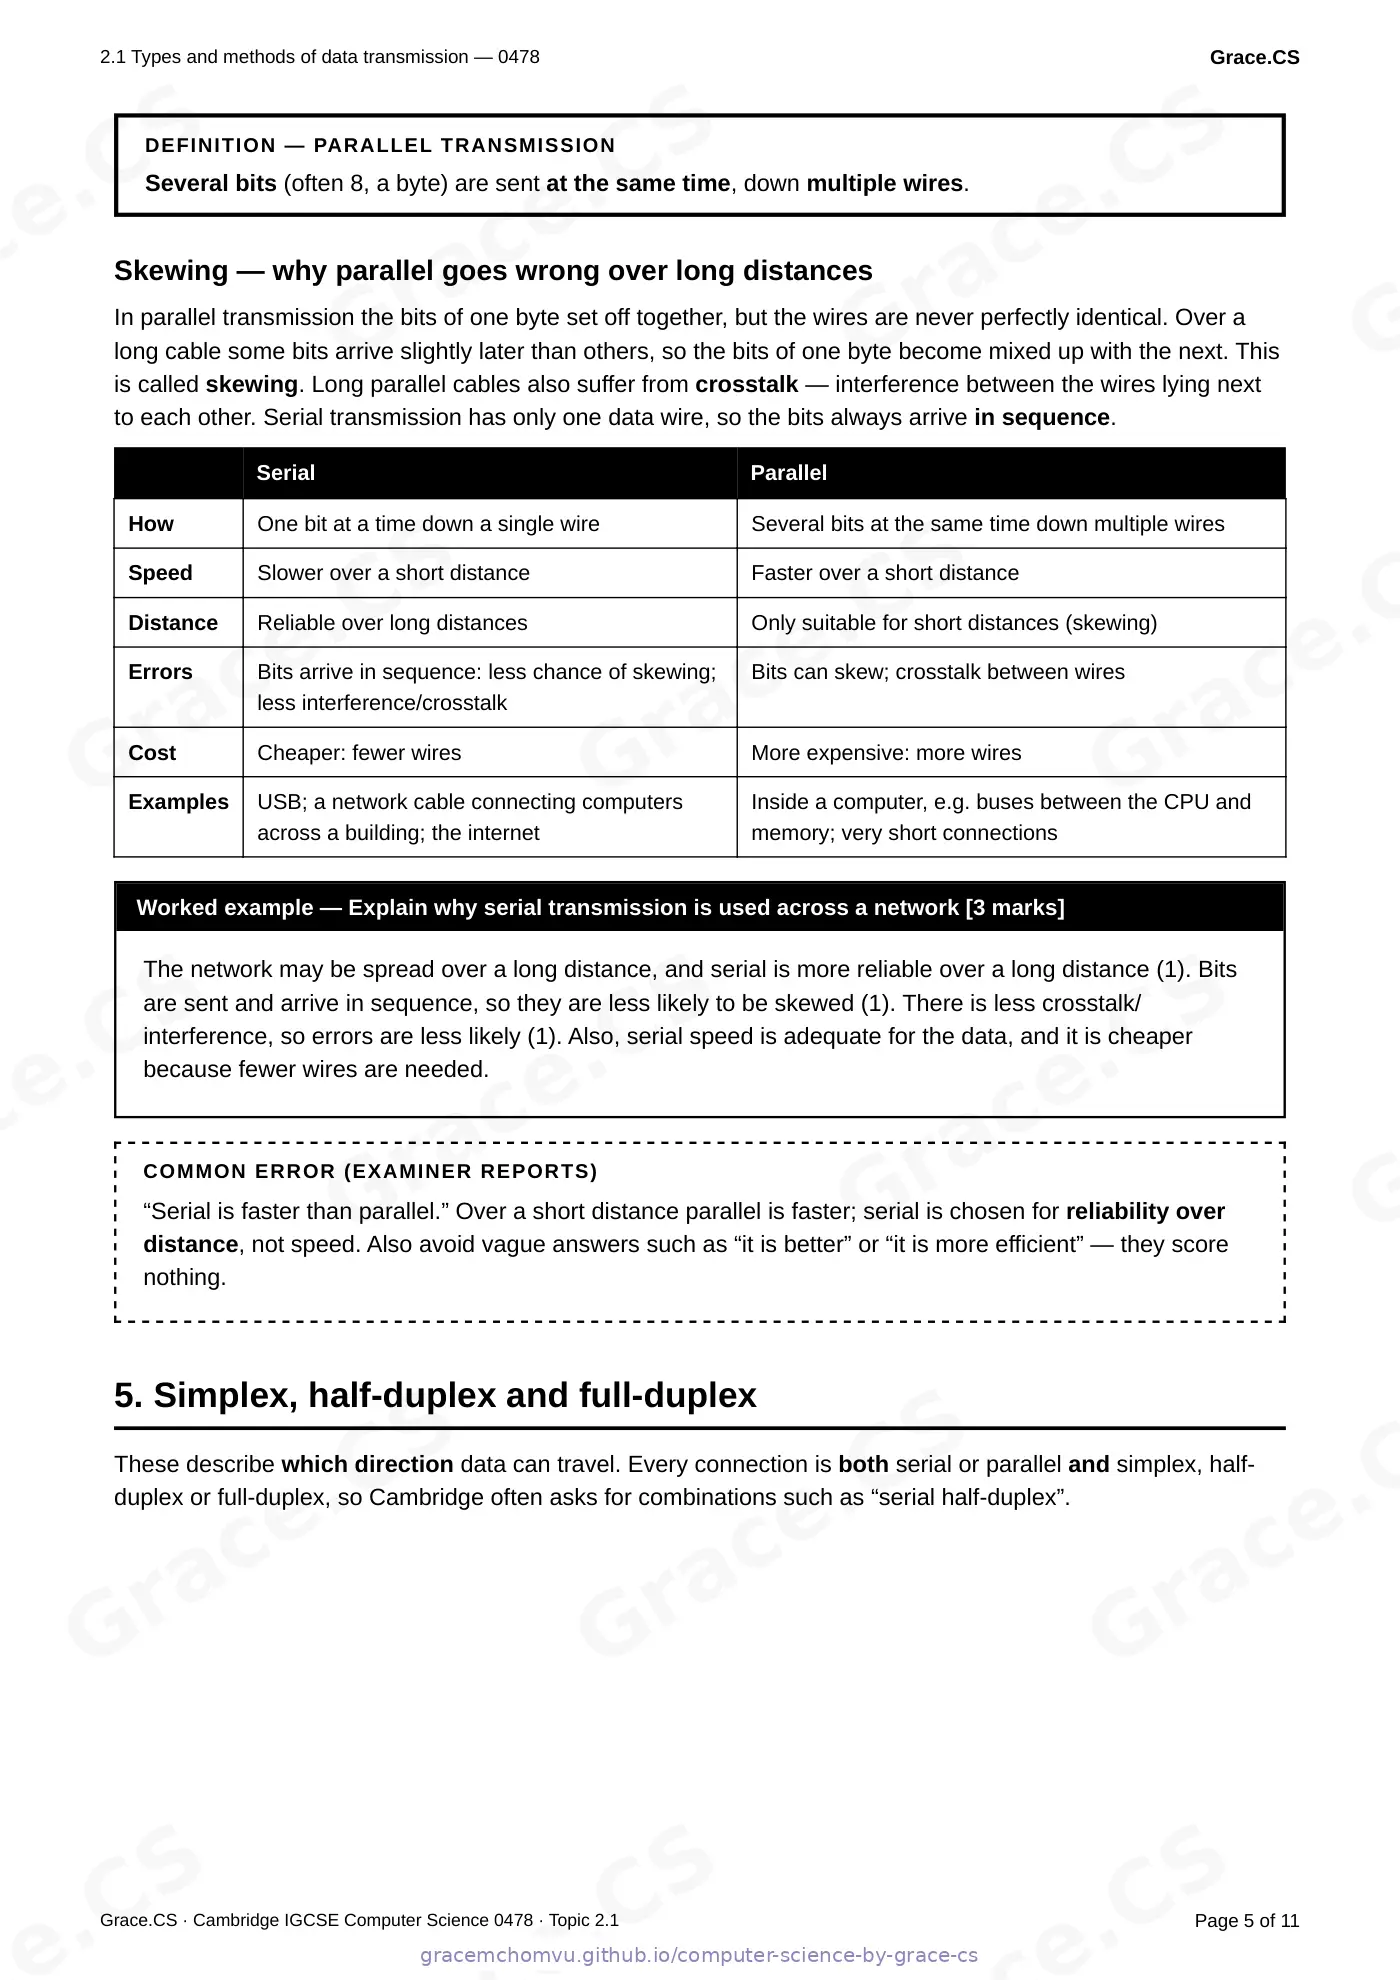 2.1 Types and methods of data transmission — 0478
Grace.CS
DEFINITION — PARALLEL TRANSMISSION
Several bits (often 8, a byte) are sent at the same time, down multiple wires.
Skewing — why parallel goes wrong over long distances
In parallel transmission the bits of one byte set off together, but the wires are never perfectly identical. Over a
long cable some bits arrive slightly later than others, so the bits of one byte become mixed up with the next. This
is called skewing. Long parallel cables also suffer from crosstalk — interference between the wires lying next
to each other. Serial transmission has only one data wire, so the bits always arrive in sequence.
Serial
Parallel
How
One bit at a time down a single wire
Several bits at the same time down multiple wires
Speed
Slower over a short distance
Faster over a short distance
Distance
Reliable over long distances
Only suitable for short distances (skewing)
Errors
Bits arrive in sequence: less chance of skewing;
less interference/crosstalk
Bits can skew; crosstalk between wires
Cost
Cheaper: fewer wires
More expensive: more wires
Examples
USB; a network cable connecting computers
across a building; the internet
Inside a computer, e.g. buses between the CPU and
memory; very short connections
Worked example — Explain why serial transmission is used across a network [3 marks]
The network may be spread over a long distance, and serial is more reliable over a long distance (1). Bits
are sent and arrive in sequence, so they are less likely to be skewed (1). There is less crosstalk/
interference, so errors are less likely (1). Also, serial speed is adequate for the data, and it is cheaper
because fewer wires are needed.
COMMON ERROR (EXAMINER REPORTS)
“Serial is faster than parallel.” Over a short distance parallel is faster; serial is chosen for reliability over
distance, not speed. Also avoid vague answers such as “it is better” or “it is more efficient” — they score
nothing.
5. Simplex, half-duplex and full-duplex
These describe which direction data can travel. Every connection is both serial or parallel and simplex, half-
duplex or full-duplex, so Cambridge often asks for combinations such as “serial half-duplex”.
Grace.CS · Cambridge IGCSE Computer Science 0478 · Topic 2.1
Page 5 of 11
gracemchomvu.github.io/computer-science-by-grace-cs